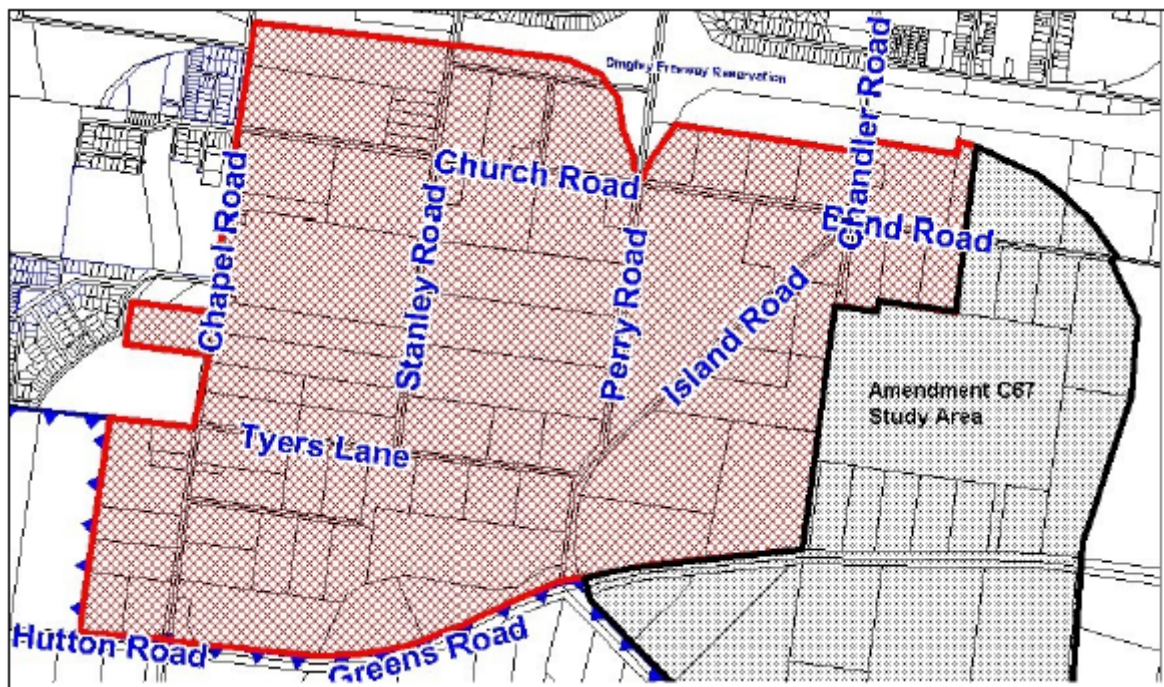 Dingley Freeway Reservation
Chandler Road
Church Road
Bend Road
Chapel Road
Stanley Road
Perry Road
Island Road
Amendment C67
Study Area
Tyers Lane
Hutton Road
Greens Road